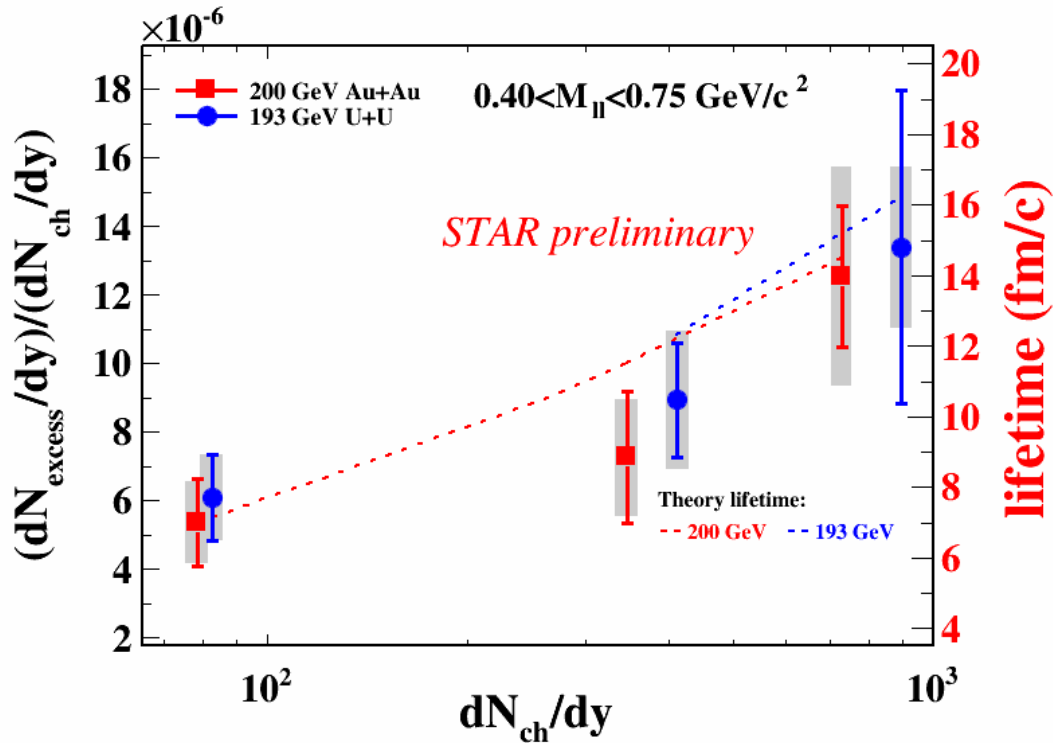 ×10⁻⁶
200 GeV Au+Au
193 GeV U+U
0.40<M_ll<0.75 GeV/c ²
STAR preliminary
Theory lifetime:
200 GeV
193 GeV
(dN_excess/dy)/(dN_ch/dy)
18
16
14
12
10
8
6
4
2
20
18
16
14
12
10
8
6
4
lifetime (fm/c)
10²
10³
dN_ch/dy